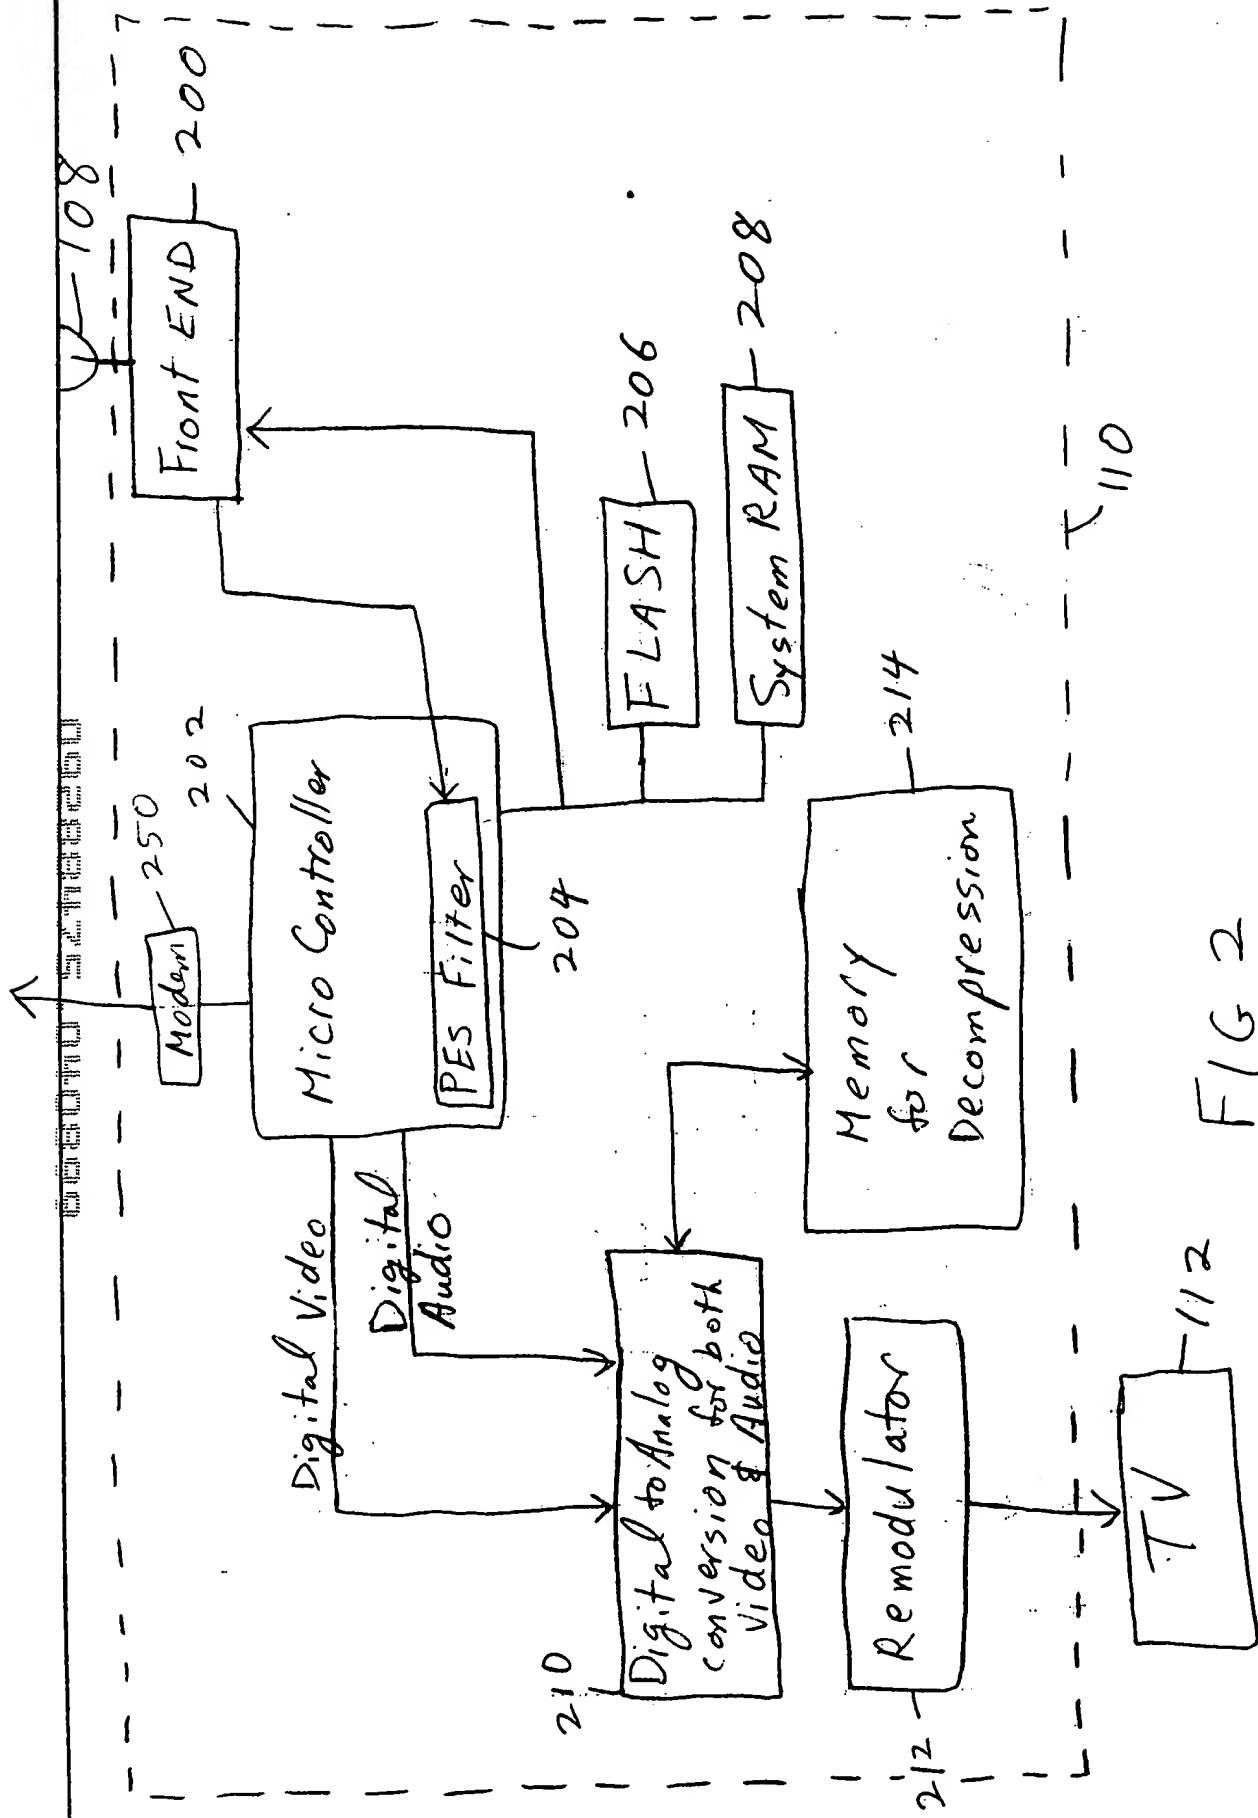 108
Front END
200
250
Modem
202
Micro Controller
PES Filter
204
FLASH
206
System RAM
208
Digital Video
Digital
Audio
210
Digital to Analog
conversion for both
Video & Audio
Memory
for
Decompression
214
Remodulator
212
110
TV
112
FIG 2